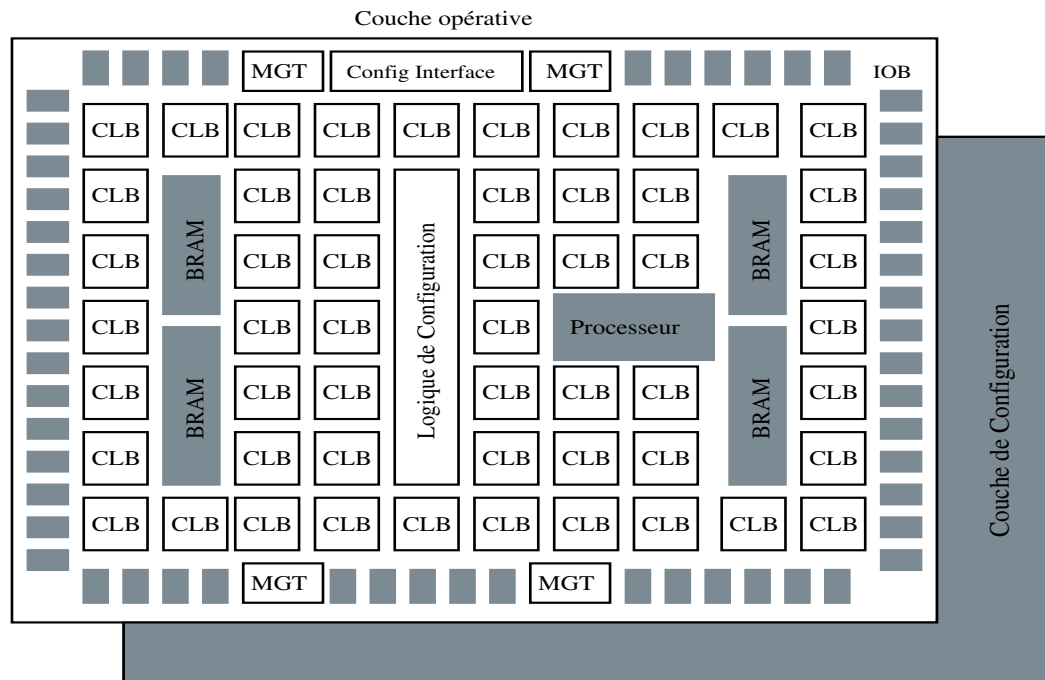 Couche opérative
MGT Config Interface MGT IOB
CLB CLB CLB CLB CLB CLB CLB CLB CLB CLB
CLB CLB CLB CLB CLB CLB CLB
BRAM BRAM
CLB CLB CLB CLB CLB CLB CLB
Logique de Configuration
CLB CLB CLB CLB Processeur CLB
CLB CLB CLB CLB CLB CLB CLB
BRAM BRAM
CLB CLB CLB CLB CLB CLB CLB
CLB CLB CLB CLB CLB CLB CLB CLB CLB CLB
MGT MGT
Couche de Configuration